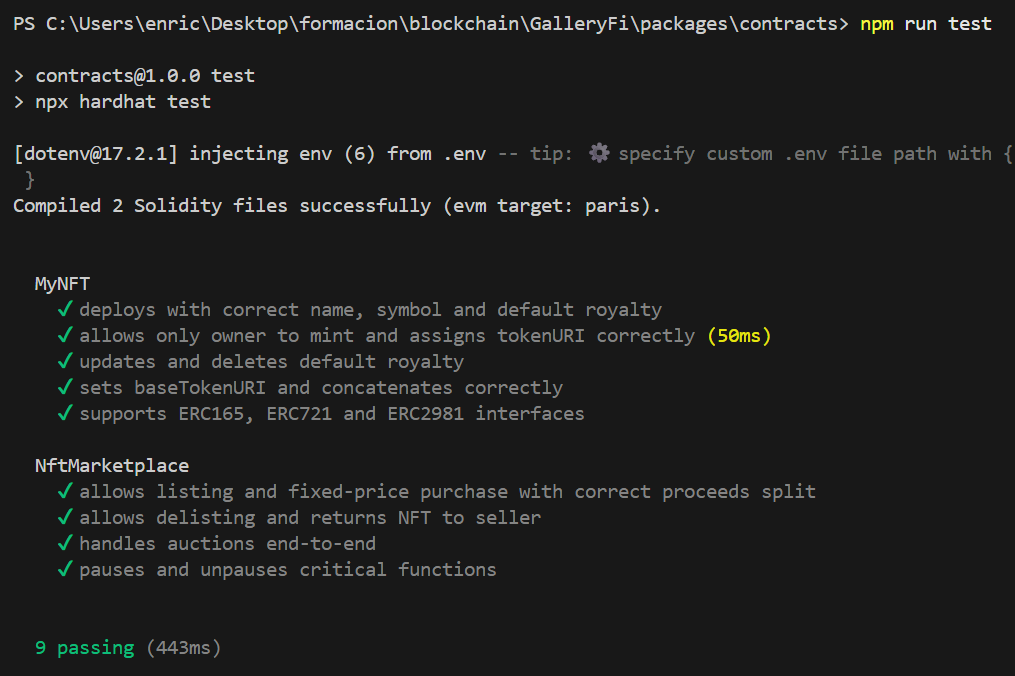 PS C:\Users\enric\Desktop\formacion\blockchain\GalleryFi\packages\contracts> npm run test
> contracts@1.0.0 test
> npx hardhat test
[dotenv@17.2.1] injecting env (6) from .env -- tip: ⚙️ specify custom .env file path with {
}
Compiled 2 Solidity files successfully (evm target: paris).
MyNFT
✓ deploys with correct name, symbol and default royalty
✓ allows only owner to mint and assigns tokenURI correctly (50ms)
✓ updates and deletes default royalty
✓ sets baseTokenURI and concatenates correctly
✓ supports ERC165, ERC721 and ERC2981 interfaces
NftMarketplace
✓ allows listing and fixed-price purchase with correct proceeds split
✓ allows delisting and returns NFT to seller
✓ handles auctions end-to-end
✓ pauses and unpauses critical functions
9 passing (443ms)